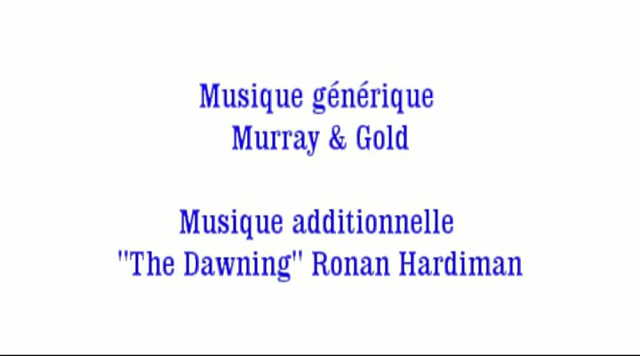 Musique générique
Murray & Gold
Musique additionnelle
"The Dawning" Ronan Hardiman